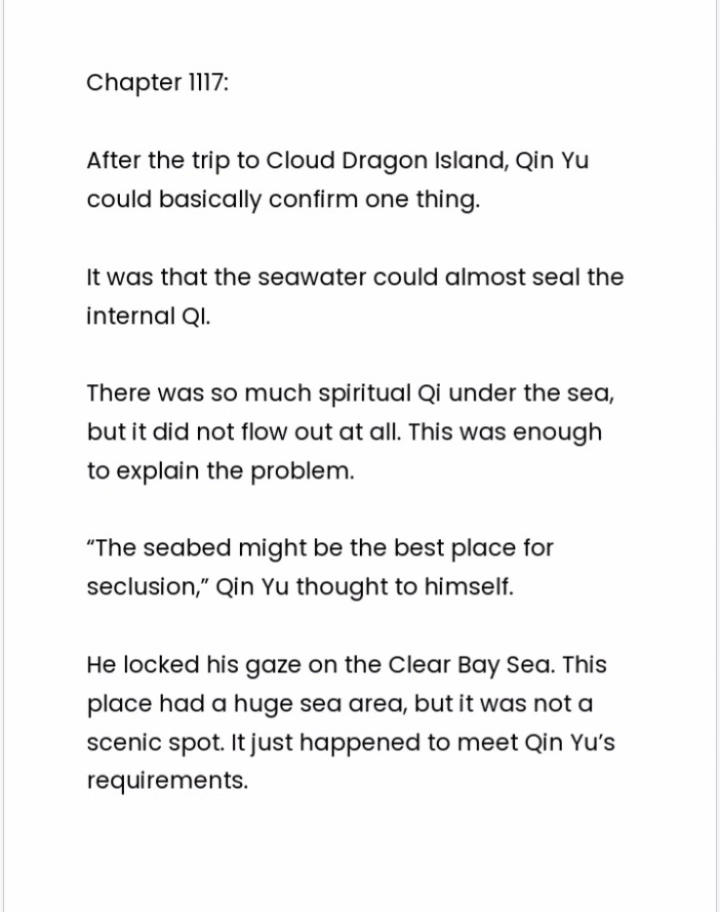 Chapter 1117:
After the trip to Cloud Dragon Island, Qin Yu
could basically confirm one thing.
It was that the seawater could almost seal the
internal QI.
There was so much spiritual Qi under the sea,
but it did not flow out at all. This was enough
to explain the problem.
“The seabed might be the best place for
seclusion,” Qin Yu thought to himself.
He locked his gaze on the Clear Bay Sea. This
place had a huge sea area, but it was not a
scenic spot. It just happened to meet Qin Yu’s
requirements.